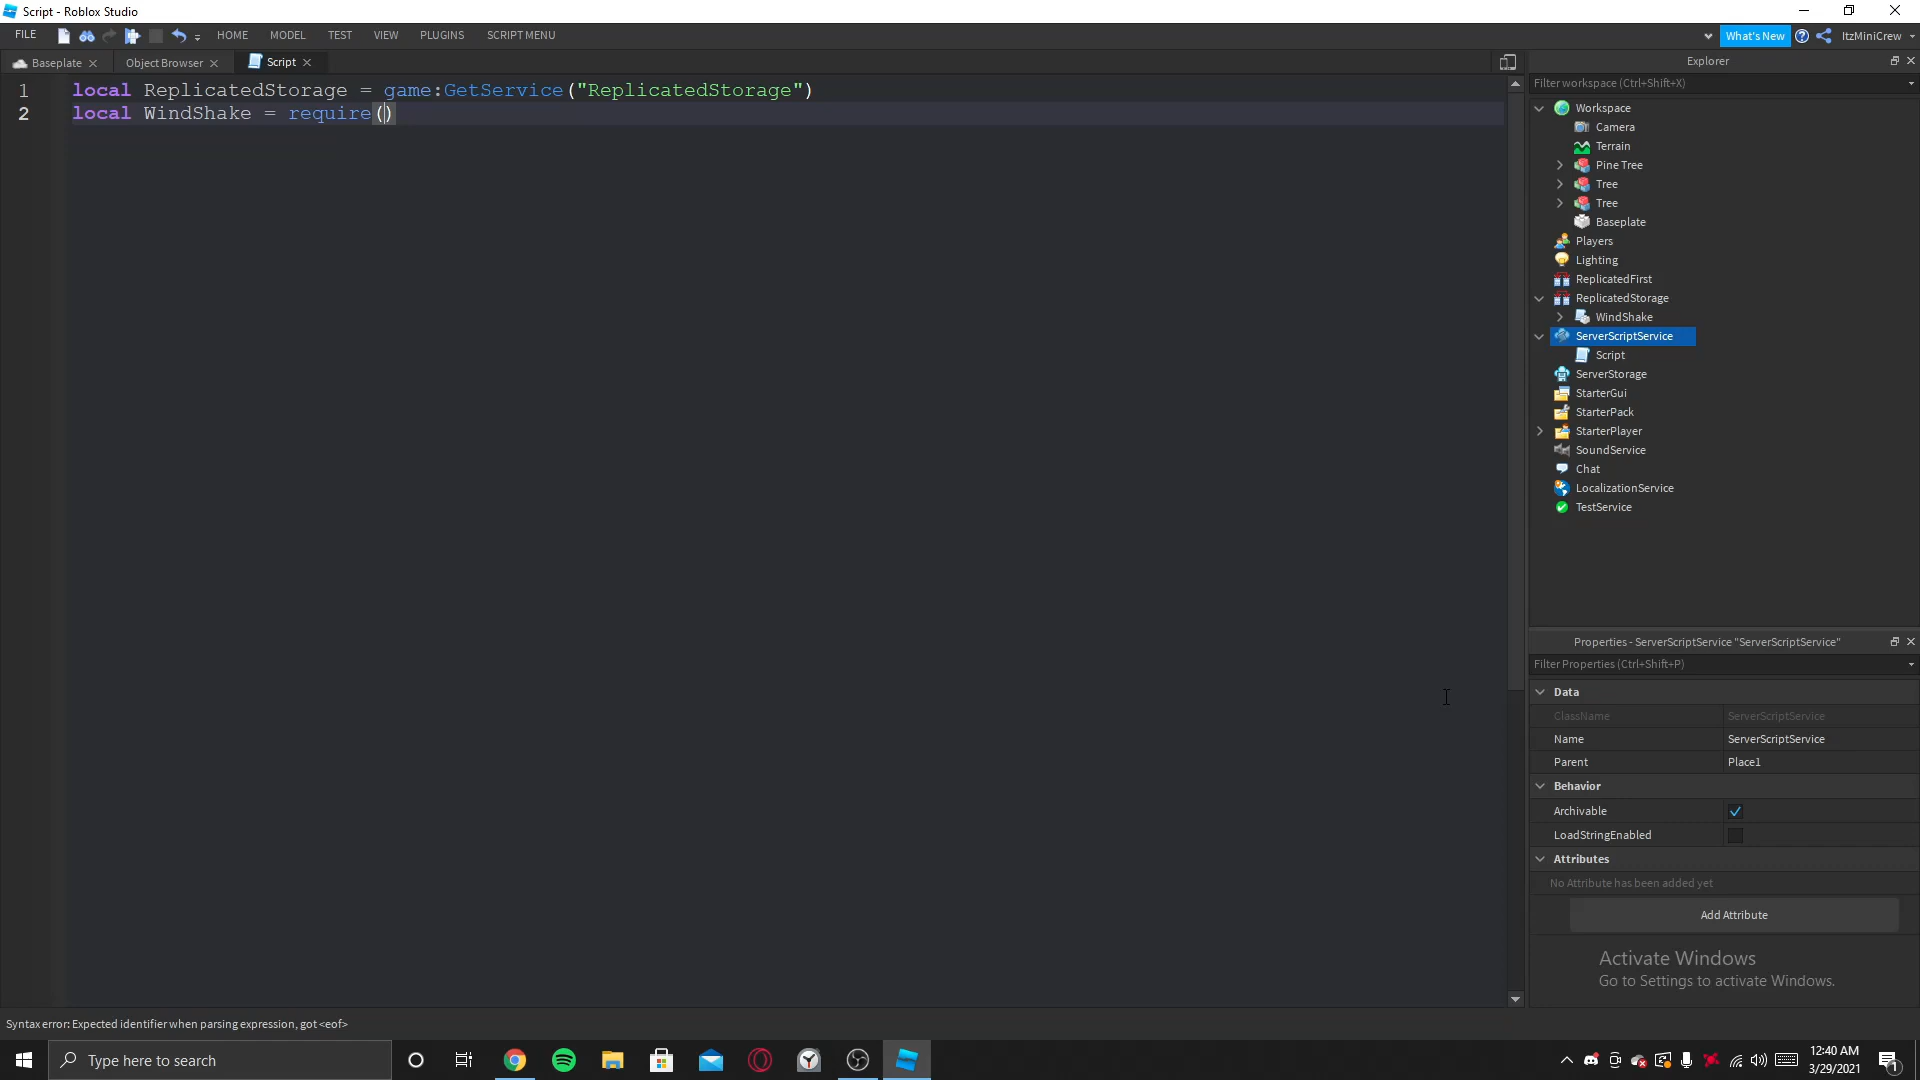 Script - Roblox Studio
FILE HOME MODEL TEST VIEW PLUGINS SCRIPT MENU What's New ItzMiniCrew
Baseplate Object Browser Script
Explorer
Filter workspace (Ctrl+Shift+X)
1 local ReplicatedStorage = game:GetService("ReplicatedStorage")
2 local WindShake = require()
Workspace
Camera
Terrain
Pine Tree
Tree
Tree
Baseplate
Players
Lighting
ReplicatedFirst
ReplicatedStorage
WindShake
ServerScriptService
Script
ServerStorage
StarterGui
StarterPack
StarterPlayer
SoundService
Chat
LocalizationService
TestService
Properties - ServerScriptService "ServerScriptService"
Filter Properties (Ctrl+Shift+P)
Data
ClassName ServerScriptService
Name ServerScriptService
Parent Place1
Behavior
Archivable
LoadStringEnabled
Attributes
No Attribute has been added yet
Add Attribute
Activate Windows
Go to Settings to activate Windows.
Syntax error: Expected identifier when parsing expression, got <eof>
Type here to search
12:40 AM
3/29/2021
1